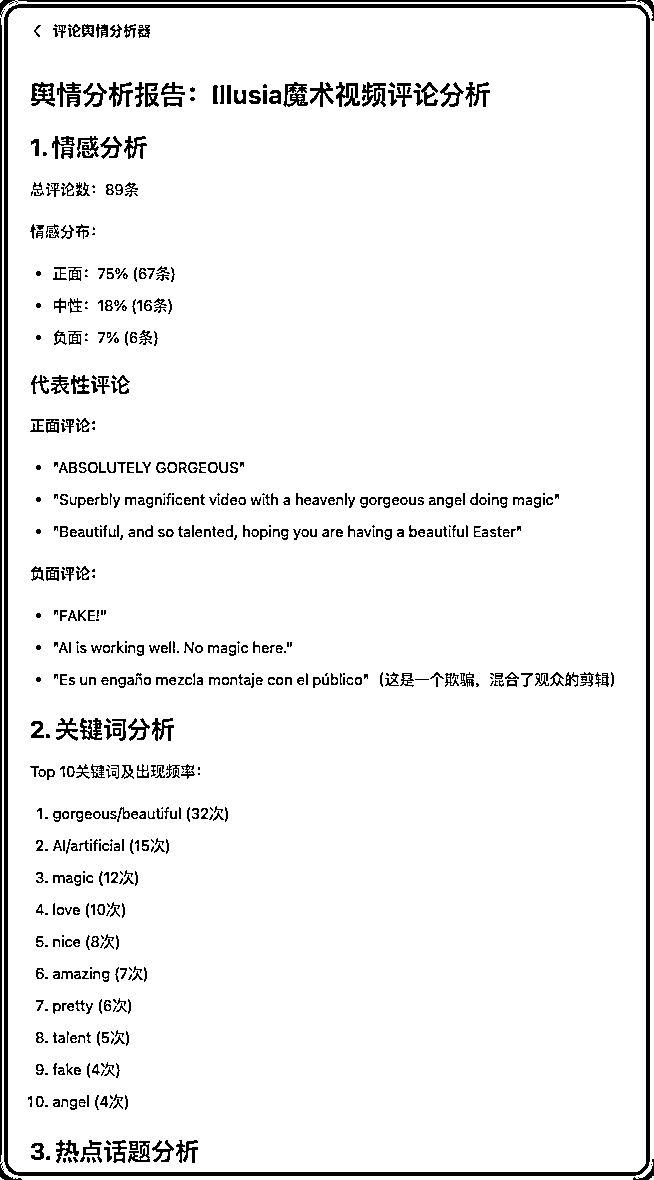 评论舆情分析器
舆情分析报告：Illusia魔术视频评论分析
1. 情感分析
总评论数：89条
情感分布：
• 正面：75% (67条)
• 中性：18% (16条)
• 负面：7% (6条)
代表性评论
正面评论：
• "ABSOLUTELY GORGEOUS"
• "Superbly magnificent video with a heavenly gorgeous angel doing magic"
• "Beautiful, and so talented, hoping you are having a beautiful Easter"
负面评论：
• "FAKE!"
• "AI is working well. No magic here."
• "Es un engaño mezcla montaje con el público"（这是一个欺骗，混合了观众的剪辑）
2. 关键词分析
Top 10关键词及出现频率：
1. gorgeous/beautiful (32次)
2. AI/artificial (15次)
3. magic (12次)
4. love (10次)
5. nice (8次)
6. amazing (7次)
7. pretty (6次)
8. talent (5次)
9. fake (4次)
10. angel (4次)
3. 热点话题分析